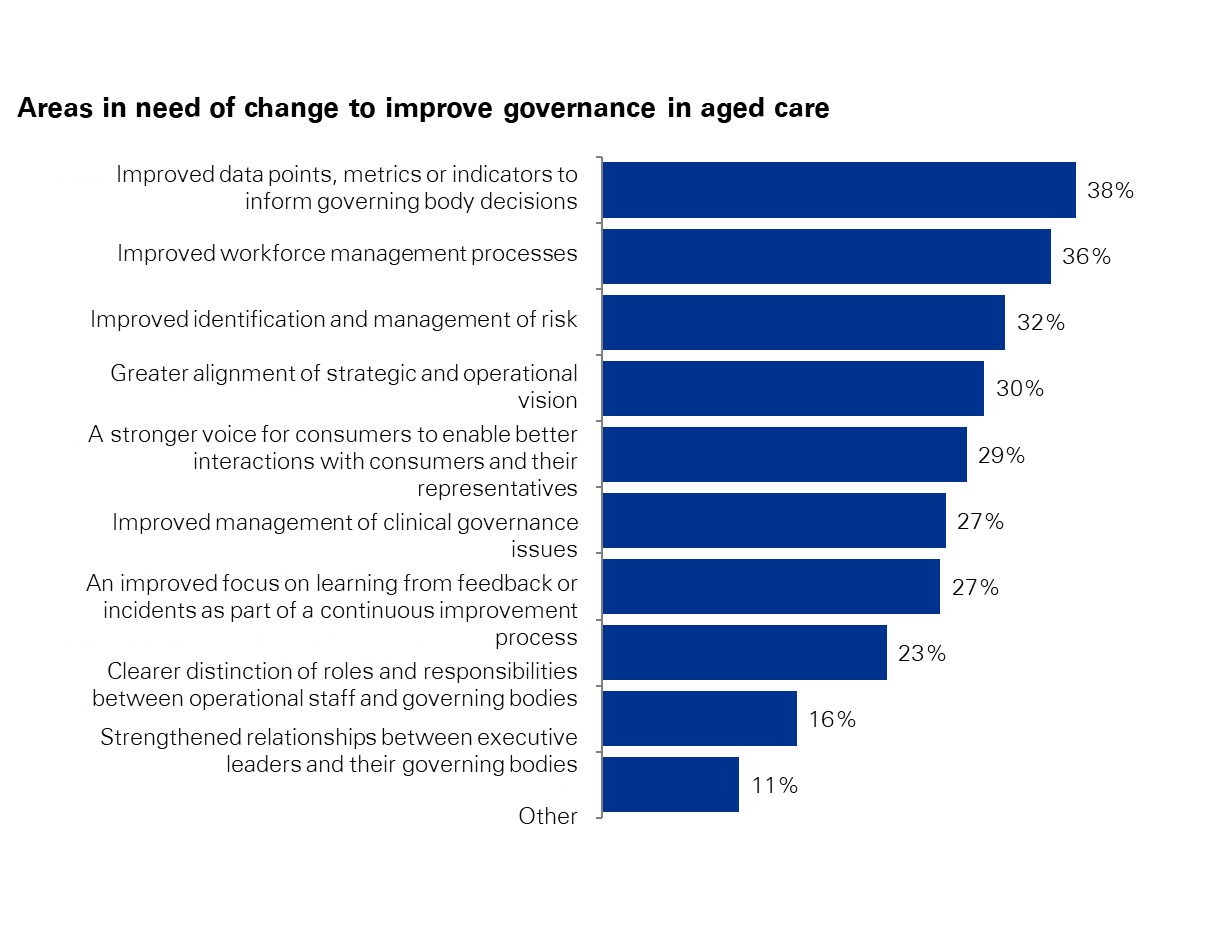 Areas in need of change to improve governance in aged care
Improved data points, metrics or indicators to
inform governing body decisions
38%
Improved workforce management processes
36%
Improved identification and management of risk
32%
Greater alignment of strategic and operational
vision
30%
A stronger voice for consumers to enable better
interactions with consumers and their
representatives
29%
Improved management of clinical governance
issues
27%
An improved focus on learning from feedback or
incidents as part of a continuous improvement
process
27%
Clearer distinction of roles and responsibilities
between operational staff and governing bodies
23%
Strengthened relationships between executive
leaders and their governing bodies
16%
Other
11%